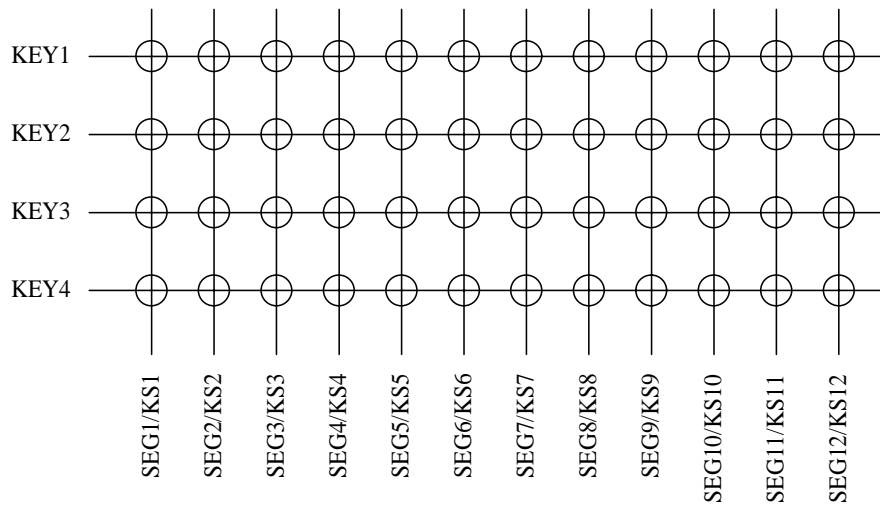 KEY1
KEY2
KEY3
KEY4
SEG1/KS1
SEG2/KS2
SEG3/KS3
SEG4/KS4
SEG5/KS5
SEG6/KS6
SEG7/KS7
SEG8/KS8
SEG9/KS9
SEG10/KS10
SEG11/KS11
SEG12/KS12